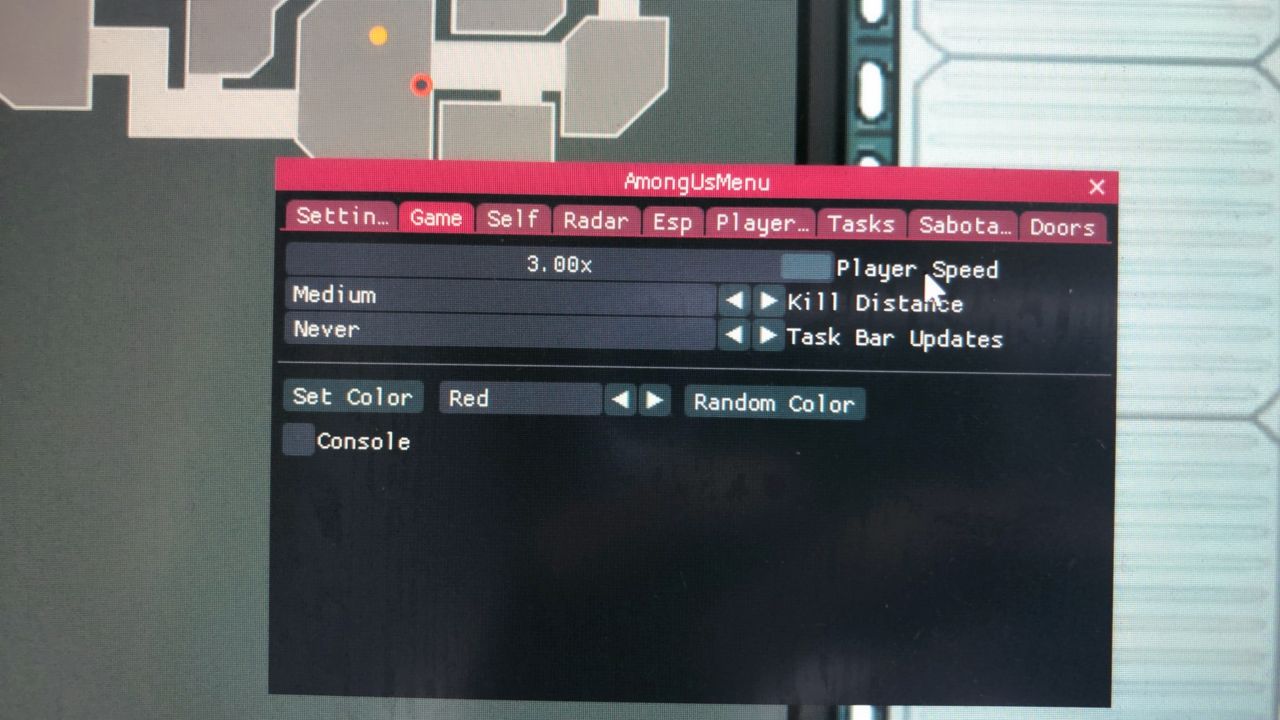 AmongUsMenu
Settin… Game Self Radar Esp Player… Tasks Sabota… Doors
3.00x Player Speed
Medium Kill Distance
Never Task Bar Updates
Set Color Red Random Color
Console